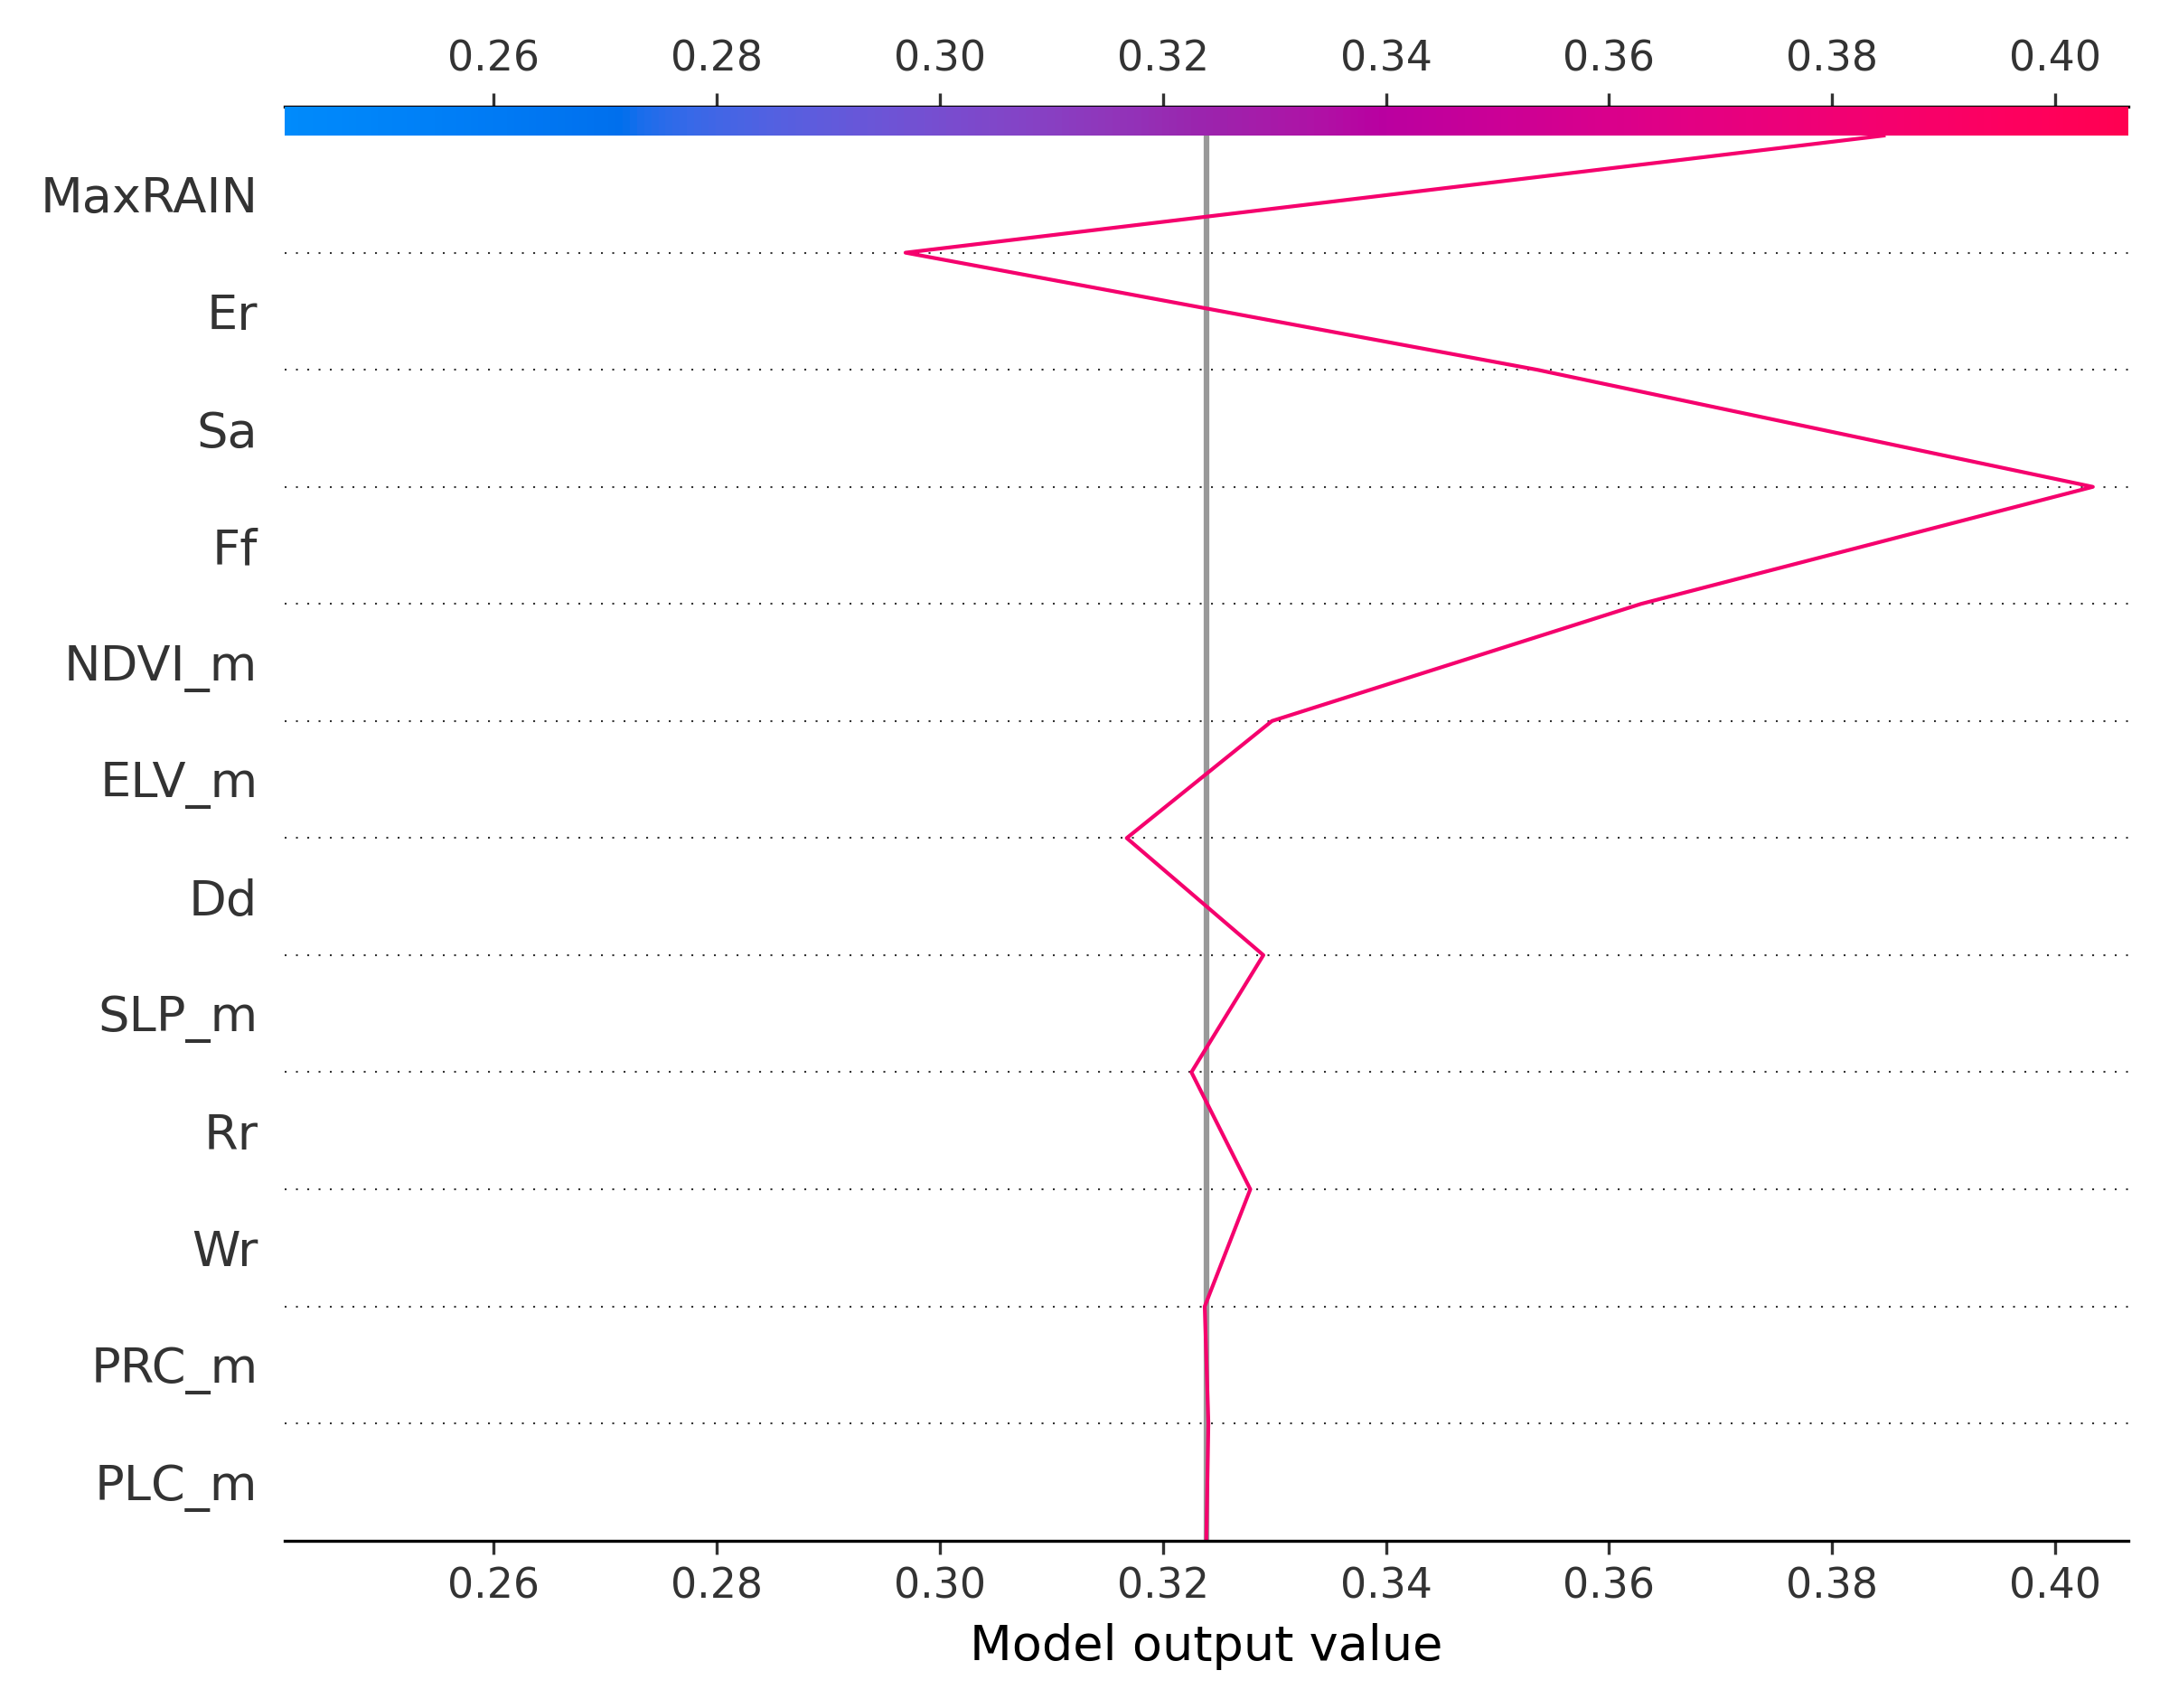 0.26 0.28 0.30 0.32 0.34 0.36 0.38 0.40
MaxRAIN
Er
Sa
Ff
NDVI_m
ELV_m
Dd
SLP_m
Rr
Wr
PRC_m
PLC_m
0.26 0.28 0.30 0.32 0.34 0.36 0.38 0.40
Model output value